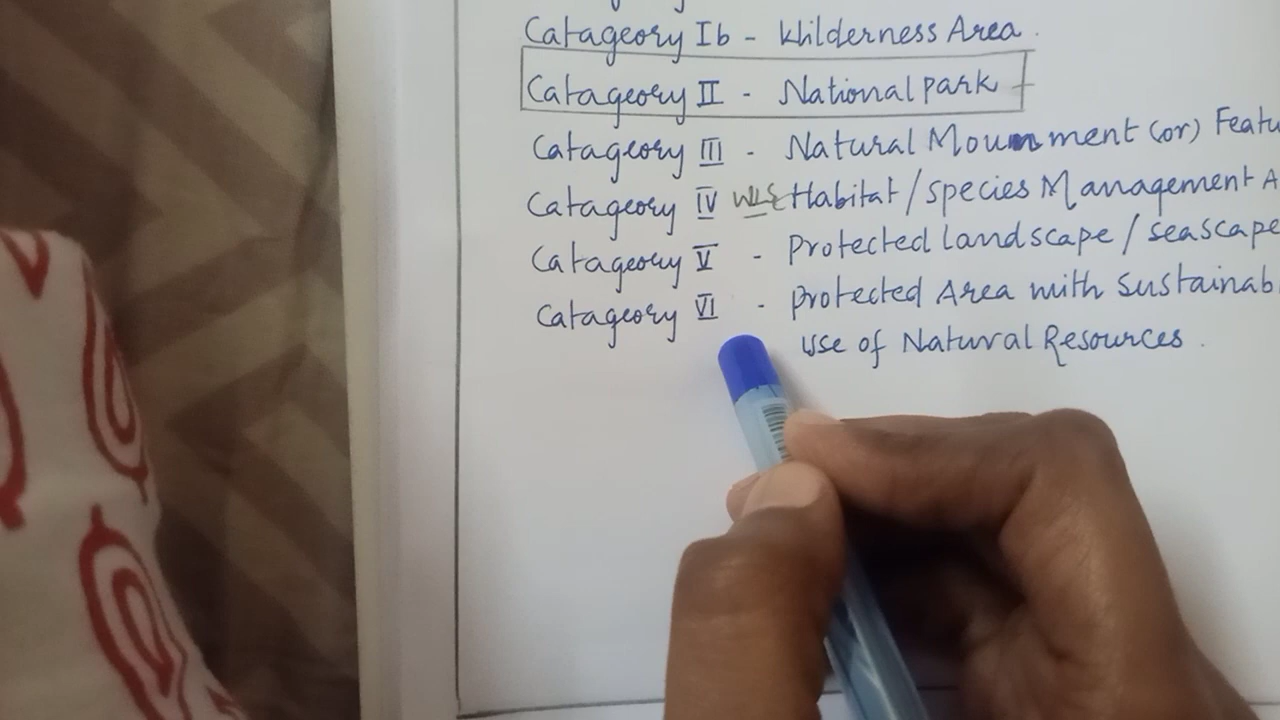 Catageory Ib - Wilderness Area.
Catageory II - National park
Catageory III - Natural Mounment (or) Featu
Catageory IV WLS Habitat/species Management A
Catageory V - protected landscape/seascape
Catageory VI - protected Area with Sustainab
use of Natural Resources.